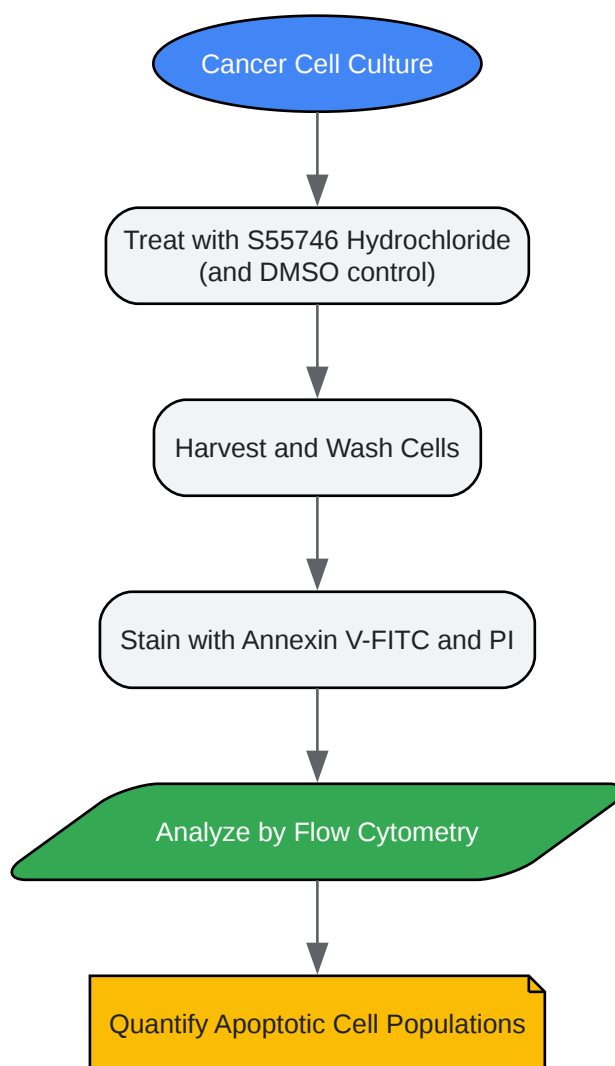 Cancer Cell Culture
Treat with S55746 Hydrochloride
(and DMSO control)
Harvest and Wash Cells
Stain with Annexin V-FITC and PI
Analyze by Flow Cytometry
Quantify Apoptotic Cell Populations